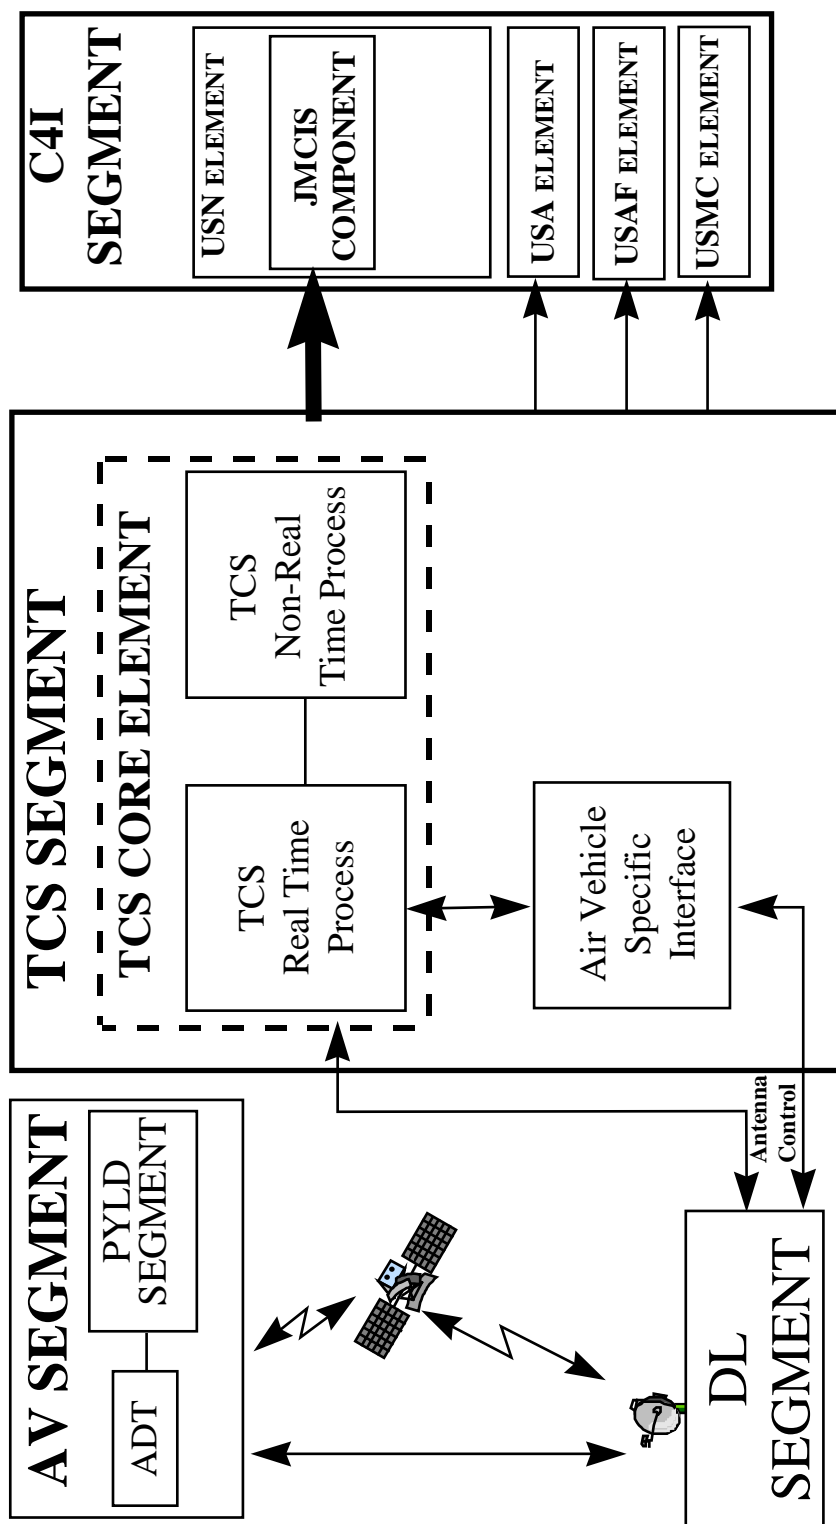 AV SEGMENT
PYLD
SEGMENT
ADT
DL
SEGMENT
Antenna
Control
TCS SEGMENT
TCS CORE ELEMENT
TCS
Real Time
Process
TCS
Non-Real
Time Process
Air Vehicle
Specific
Interface
C4I
SEGMENT
USN ELEMENT
JMCIS
COMPONENT
USA ELEMENT
USAF ELEMENT
USMC ELEMENT